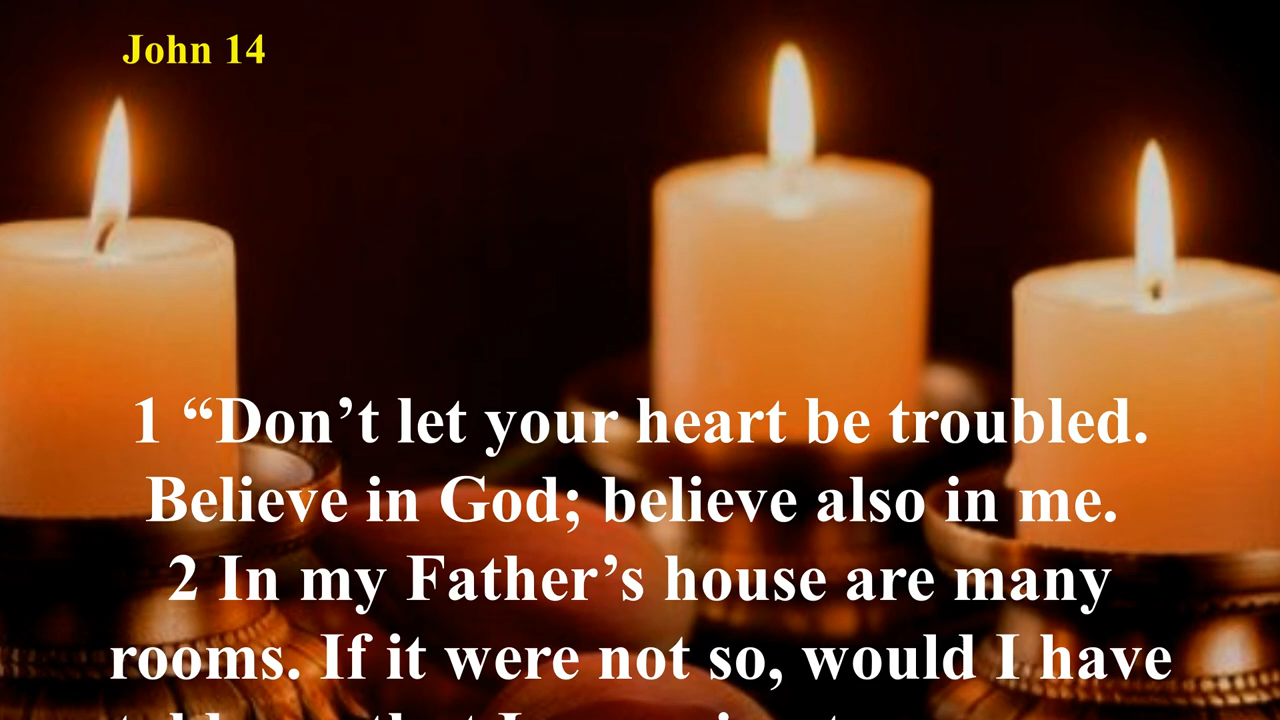 John 14
1 “Don’t let your heart be troubled.
Believe in God; believe also in me.
2 In my Father’s house are many
rooms. If it were not so, would I have